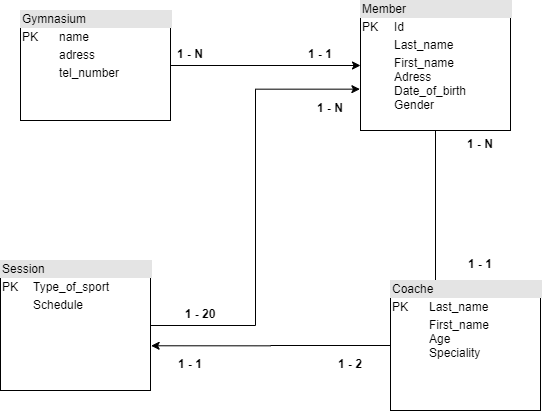 Gymnasium
PK name
adress
tel_number
Member
PK Id
Last_name
First_name
Adress
Date_of_birth
Gender
1 - N
1 - 1
1 - N
1 - N
Session
PK Type_of_sport
Schedule
1 - 20
1 - 1
1 - 1
1 - 2
Coache
PK Last_name
First_name
Age
Speciality